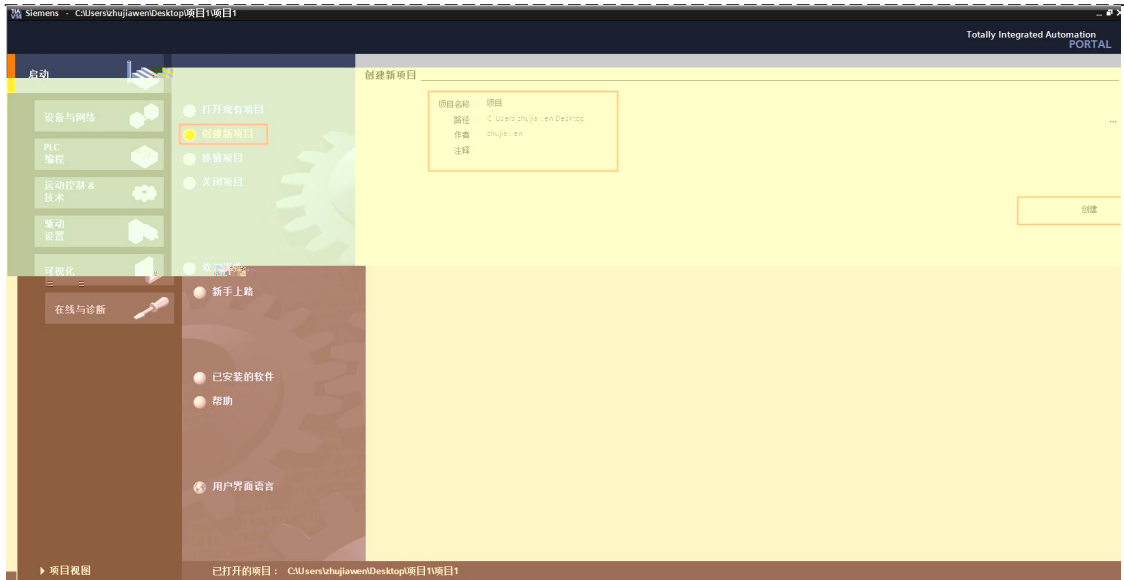 Siemens - C:\Users\zhujiawen\Desktop\项目1\项目1
Totally Integrated Automation
PORTAL
启动
设备与网络
PLC
编程
运动控制 &
技术
驱动
设置
可视化
在线与诊断
打开现有项目
创建新项目
移植项目
关闭项目
新手上路
已安装的软件
帮助
用户界面语言
创建新项目
项目名称 项目
路径
作者
注释
...
创建
项目视图
已打开的项目： C:\Users\zhujiawen\Desktop\项目1\项目1